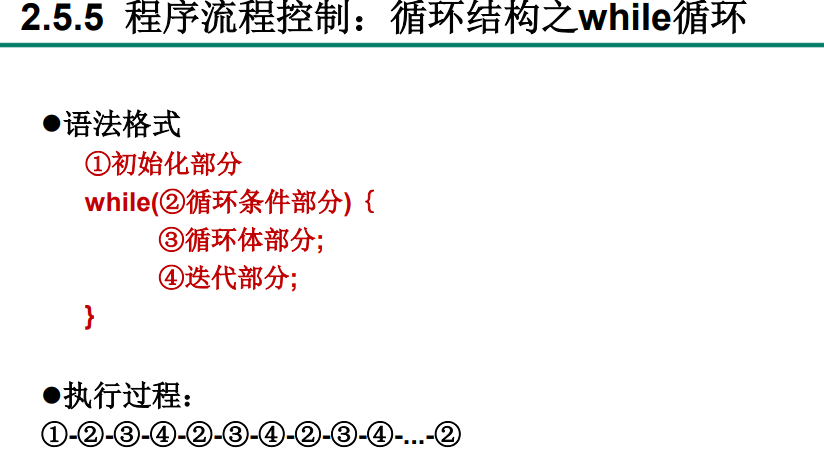 2.5.5 程序流程控制：循环结构之while循环
●语法格式
①初始化部分
while(②循环条件部分)｛
③循环体部分;
④迭代部分;
}
●执行过程：
①-②-③-④-②-③-④-②-③-④-...-②